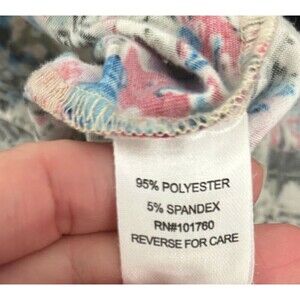 95% POLYESTER
5% SPANDEX
RN#101760
REVERSE FOR CARE